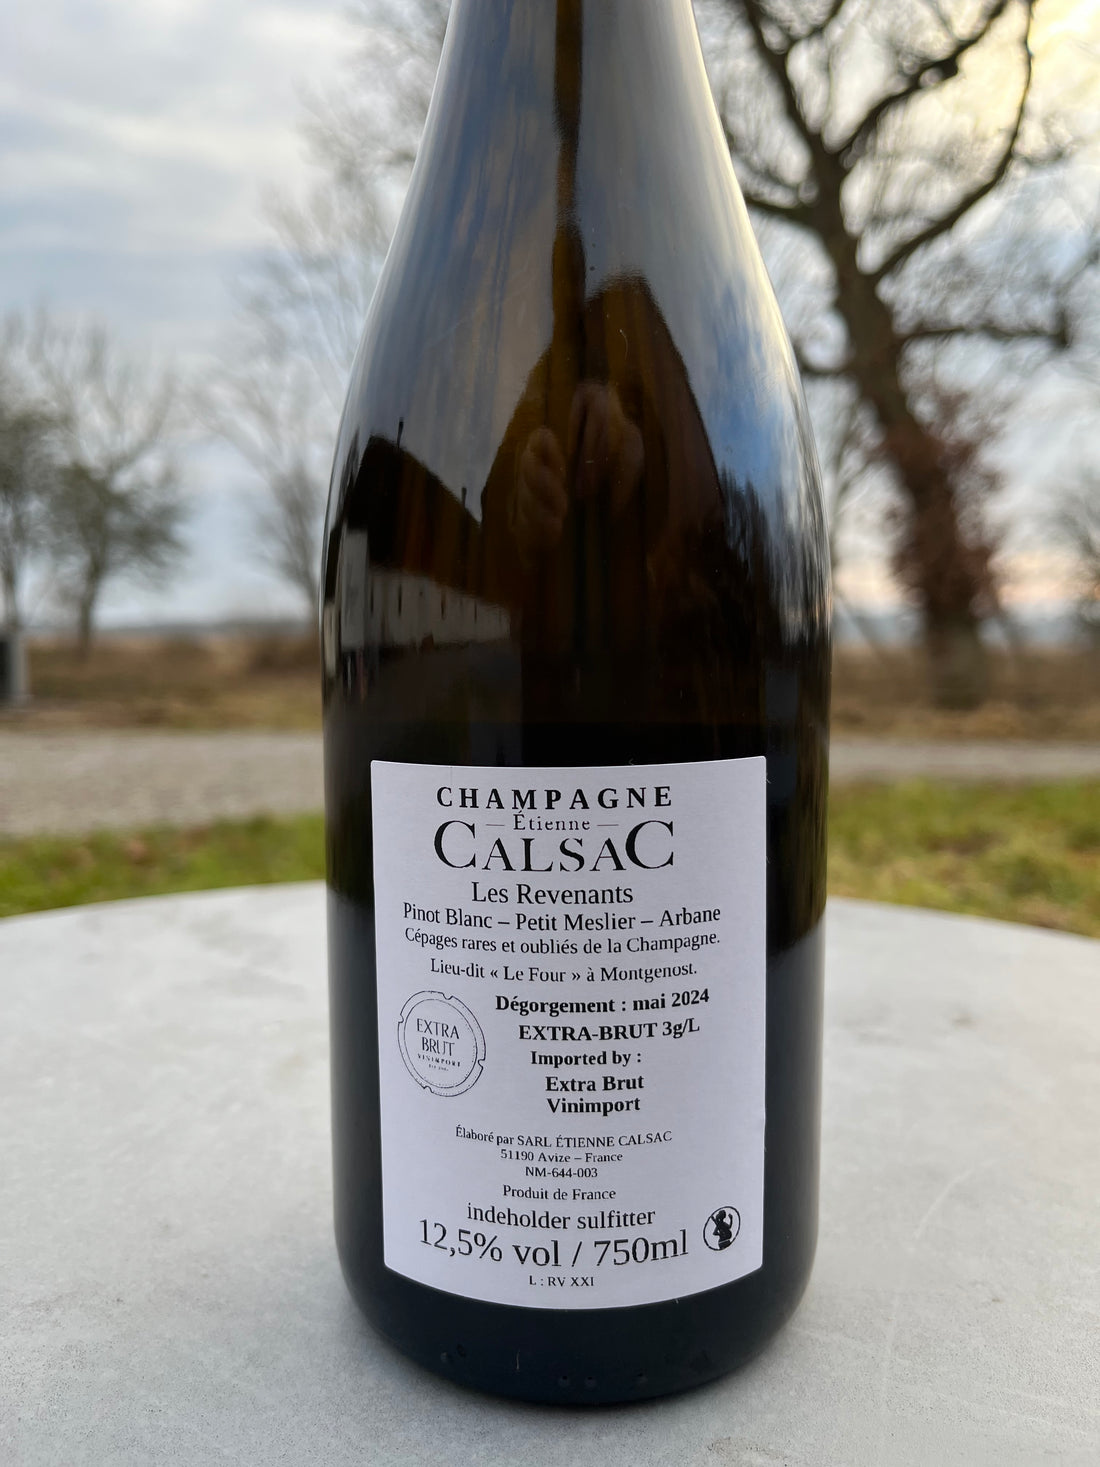 CHAMPAGNE
Étienne
CALSAC
Les Revenants
Pinot Blanc – Petit Meslier – Arbane
Cépages rares et oubliés de la Champagne.
Lieu-dit « Le Four » à Montgenost.
Dégorgement : mai 2024
EXTRA-BRUT 3g/L
Imported by :
Extra Brut
Vinimport
EXTRA
BRUT
VINIMPORT
Élaboré par SARL ÉTIENNE CALSAC
51190 Avize – France
NM-644-003
Produit de France
indeholder sulfitter
12,5% vol / 750ml
L : RV XXI